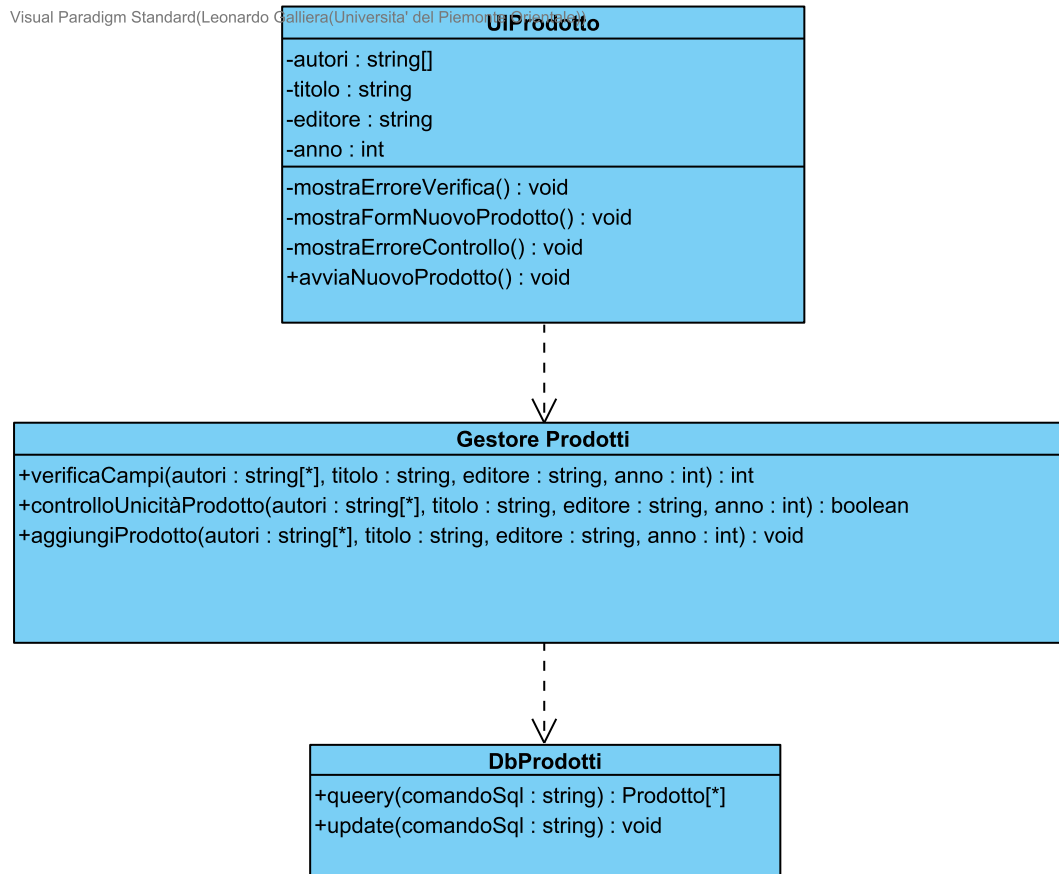 Visual Paradigm Standard(Leonardo Galliera(Universita' del Piemonte Orientale))
UIProdotto
-autori : string[]
-titolo : string
-editore : string
-anno : int
-mostraErroreVerifica() : void
-mostraFormNuovoProdotto() : void
-mostraErroreControllo() : void
+avviaNuovoProdotto() : void
Gestore Prodotti
+verificaCampi(autori : string[*], titolo : string, editore : string, anno : int) : int
+controlloUnicitàProdotto(autori : string[*], titolo : string, editore : string, anno : int) : boolean
+aggiungiProdotto(autori : string[*], titolo : string, editore : string, anno : int) : void
DbProdotti
+queery(comandoSql : string) : Prodotto[*]
+update(comandoSql : string) : void